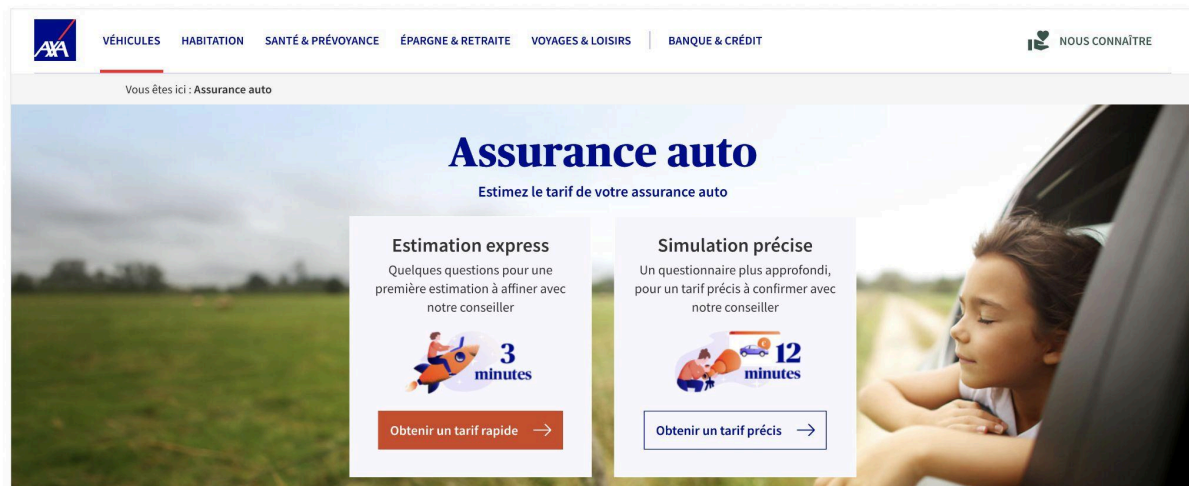 AXA
VÉHICULES
HABITATION
SANTÉ & PRÉVOYANCE
ÉPARGNE & RETRAITE
VOYAGES & LOISIRS
BANQUE & CRÉDIT
NOUS CONNAÎTRE
Vous êtes ici : Assurance auto
Assurance auto
Estimez le tarif de votre assurance auto
Estimation express
Quelques questions pour une
première estimation à affiner avec
notre conseiller
3
minutes
Obtenir un tarif rapide →
Simulation précise
Un questionnaire plus approfondi,
pour un tarif précis à confirmer avec
notre conseiller
€
12
minutes
Obtenir un tarif précis →